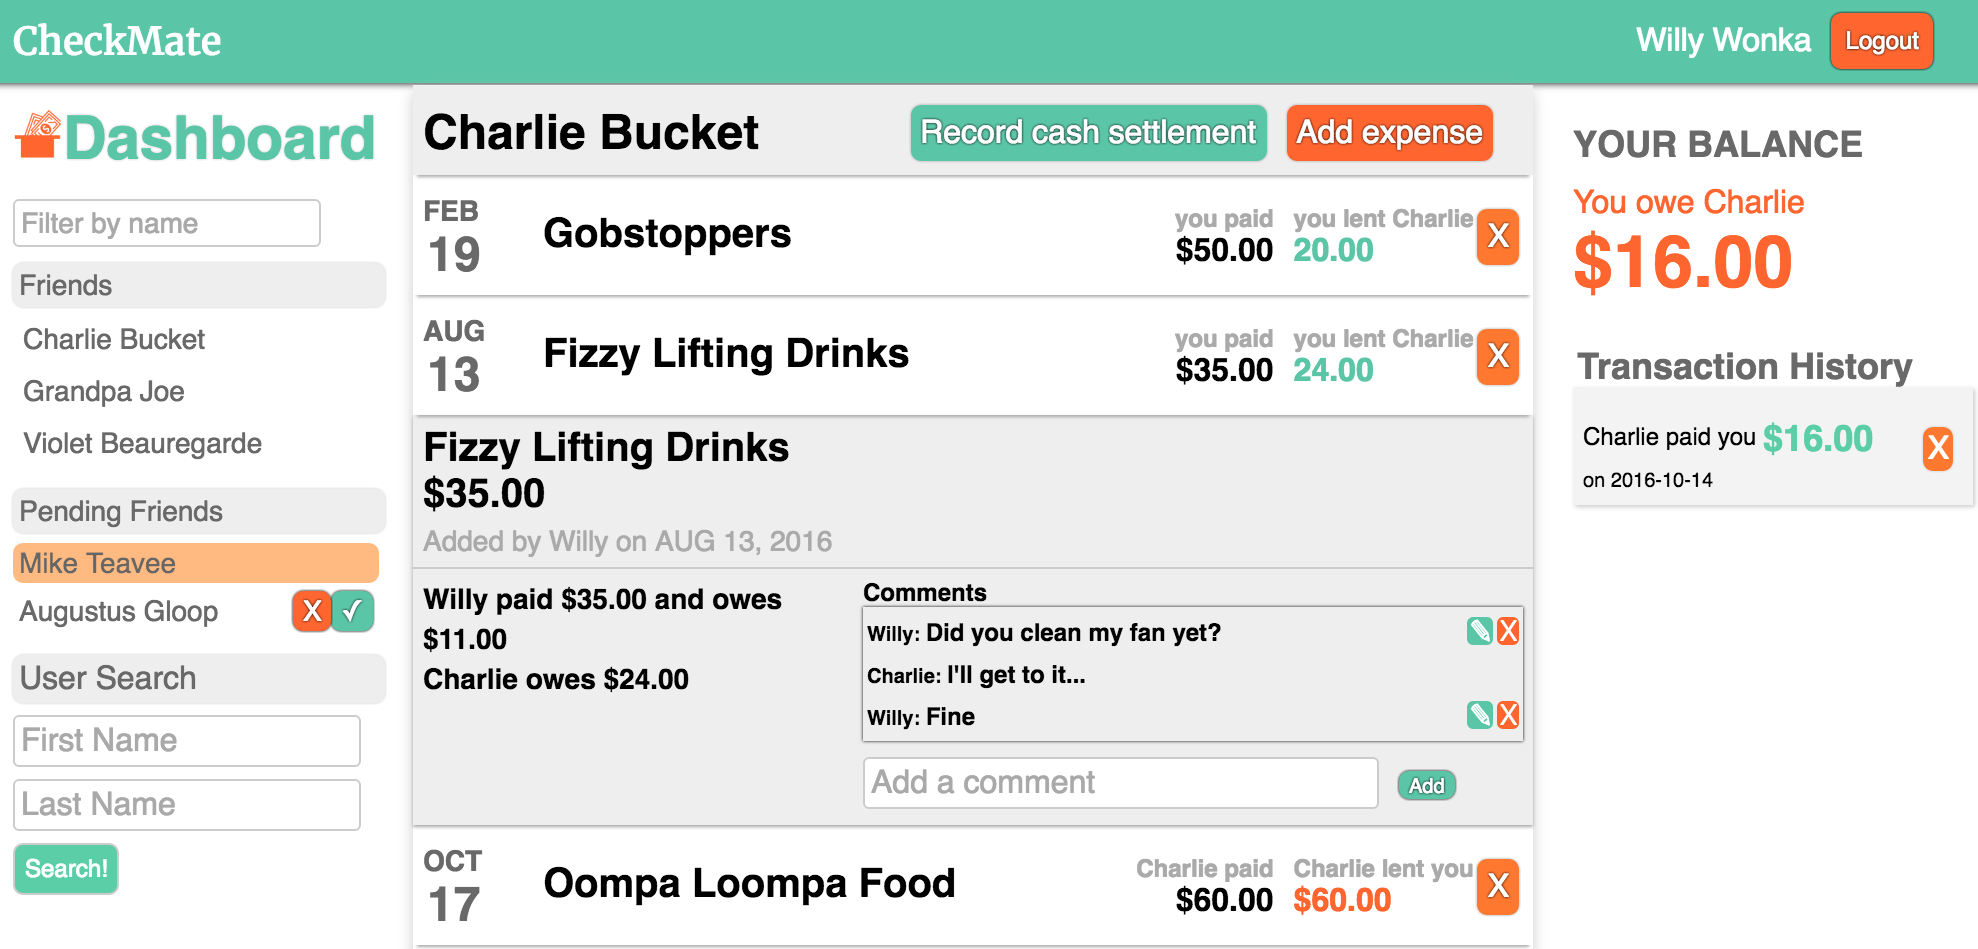 CheckMate
Willy Wonka
Logout
Dashboard
Filter by name
Friends
Charlie Bucket
Grandpa Joe
Violet Beauregarde
Pending Friends
Mike Teavee
Augustus Gloop X ✓
User Search
First Name
Last Name
Search!
Charlie Bucket
Record cash settlement
Add expense
FEB
19
Gobstoppers
you paid
$50.00
you lent Charlie
20.00
X
AUG
13
Fizzy Lifting Drinks
you paid
$35.00
you lent Charlie
24.00
X
Fizzy Lifting Drinks
$35.00
Added by Willy on AUG 13, 2016
Willy paid $35.00 and owes
$11.00
Charlie owes $24.00
Comments
Willy: Did you clean my fan yet? X
Charlie: I'll get to it...
Willy: Fine X
Add a comment
Add
OCT
17
Oompa Loompa Food
Charlie paid
$60.00
Charlie lent you
$60.00
X
YOUR BALANCE
You owe Charlie
$16.00
Transaction History
Charlie paid you $16.00
on 2016-10-14
X